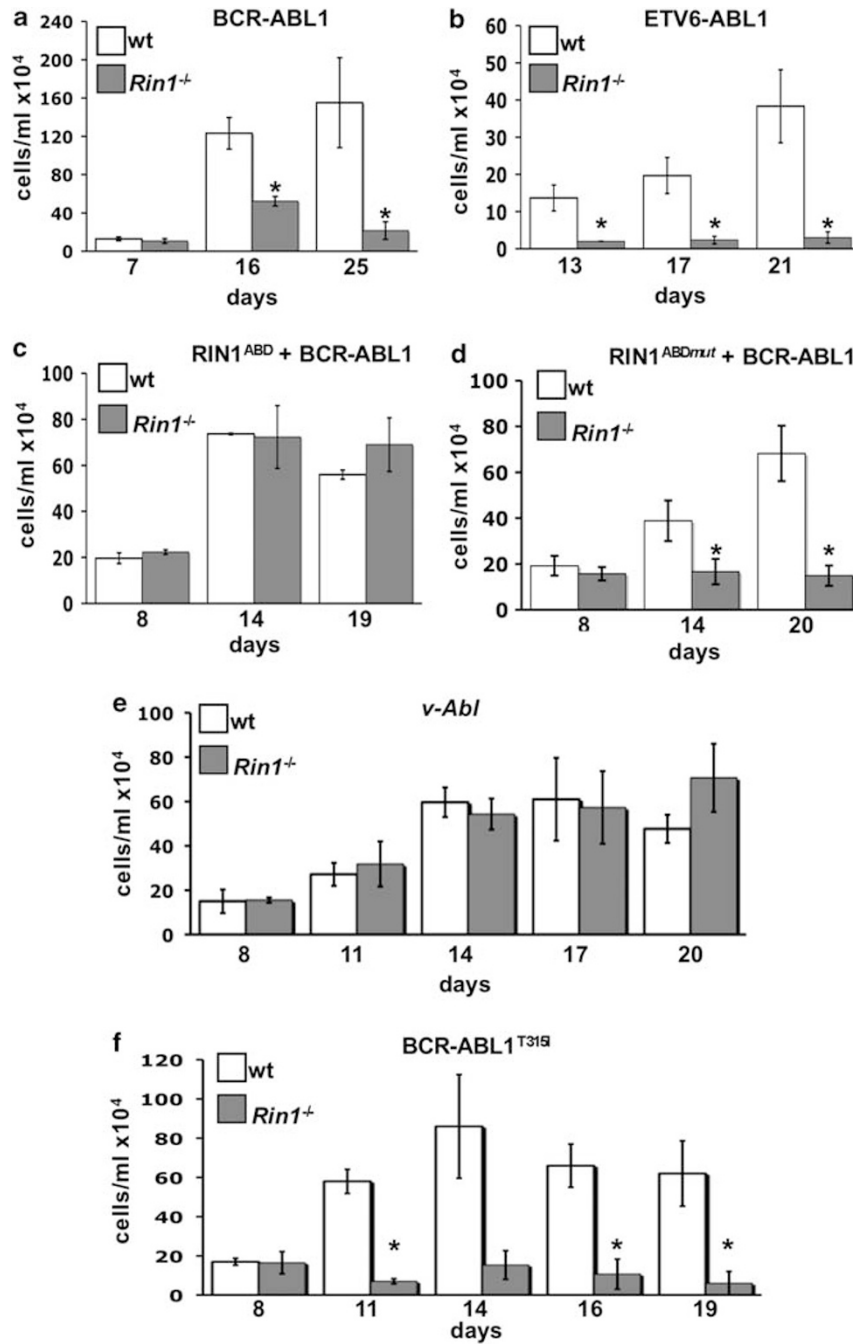 a
BCR-ABL1
cells/ml x10⁴
240
200
160
120
80
40
0
wt
Rin1⁻/⁻
*
*
7 16 25
days
b
ETV6-ABL1
cells/ml x10⁴
60
50
40
30
20
10
0
wt
Rin1⁻/⁻
* * *
13 17 21
days
c
RIN1ᴬᴮᴰ + BCR-ABL1
cells/ml x10⁴
100
80
60
40
20
0
wt
Rin1⁻/⁻
8 14 19
days
d
RIN1ᴬᴮᴰᵐᵘᵗ + BCR-ABL1
cells/ml x10⁴
100
80
60
40
20
0
wt
Rin1⁻/⁻
* *
8 14 20
days
e
v-Abl
cells/ml x10⁴
100
80
60
40
20
0
wt
Rin1⁻/⁻
8 11 14 17 20
days
f
BCR-ABL1ᵀ³¹⁵ᴵ
cells/ml x10⁴
120
100
80
60
40
20
0
wt
Rin1⁻/⁻
* * *
8 11 14 16 19
days